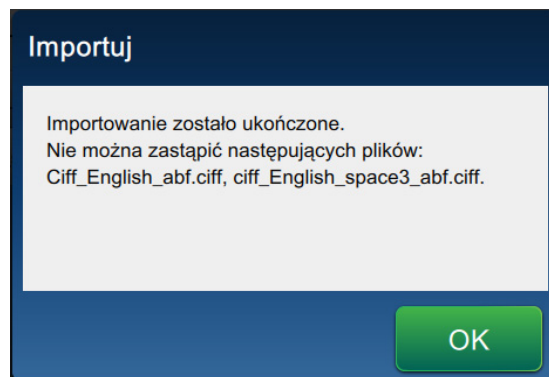 Importuj
Importowanie zostało ukończone.
Nie można zastąpić następujących plików:
Ciff_English_abf.ciff, ciff_English_space3_abf.ciff.
OK